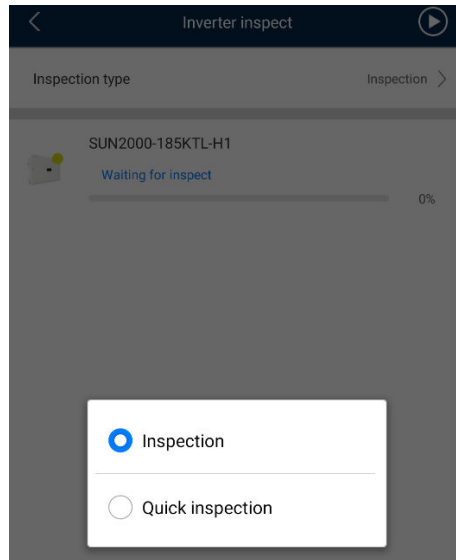 Inverter inspect
Inspection type Inspection
SUN2000-185KTL-H1
Waiting for inspect
0%
Inspection
Quick inspection